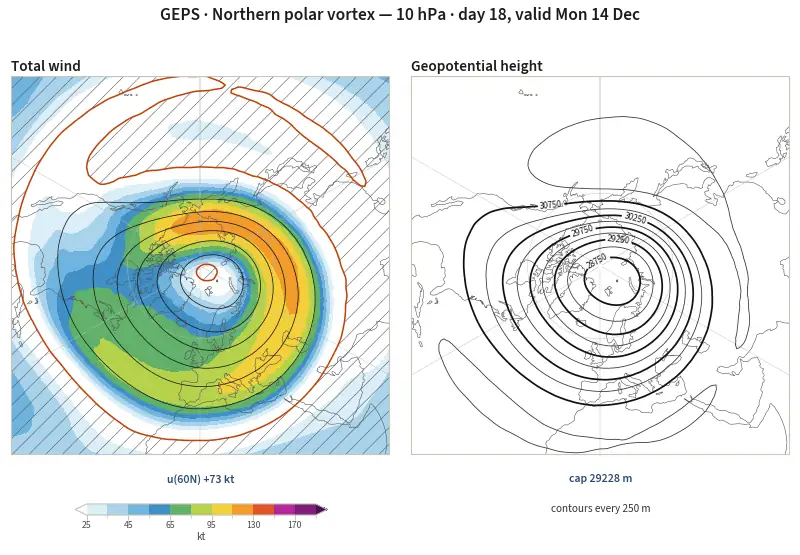 GEPS · Northern polar vortex — 10 hPa · day 18, valid Mon 14 Dec
Total wind
Geopotential height
30750
30250
29750
29250
28750
u(60N) +73 kt
cap 29228 m
contours every 250 m
25 45 65 95 130 170
kt